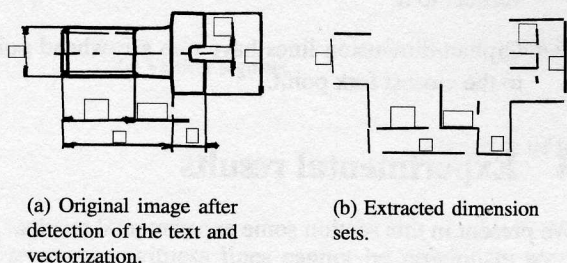 (a) Original image after
detection of the text and
vectorization.
(b) Extracted dimension
sets.